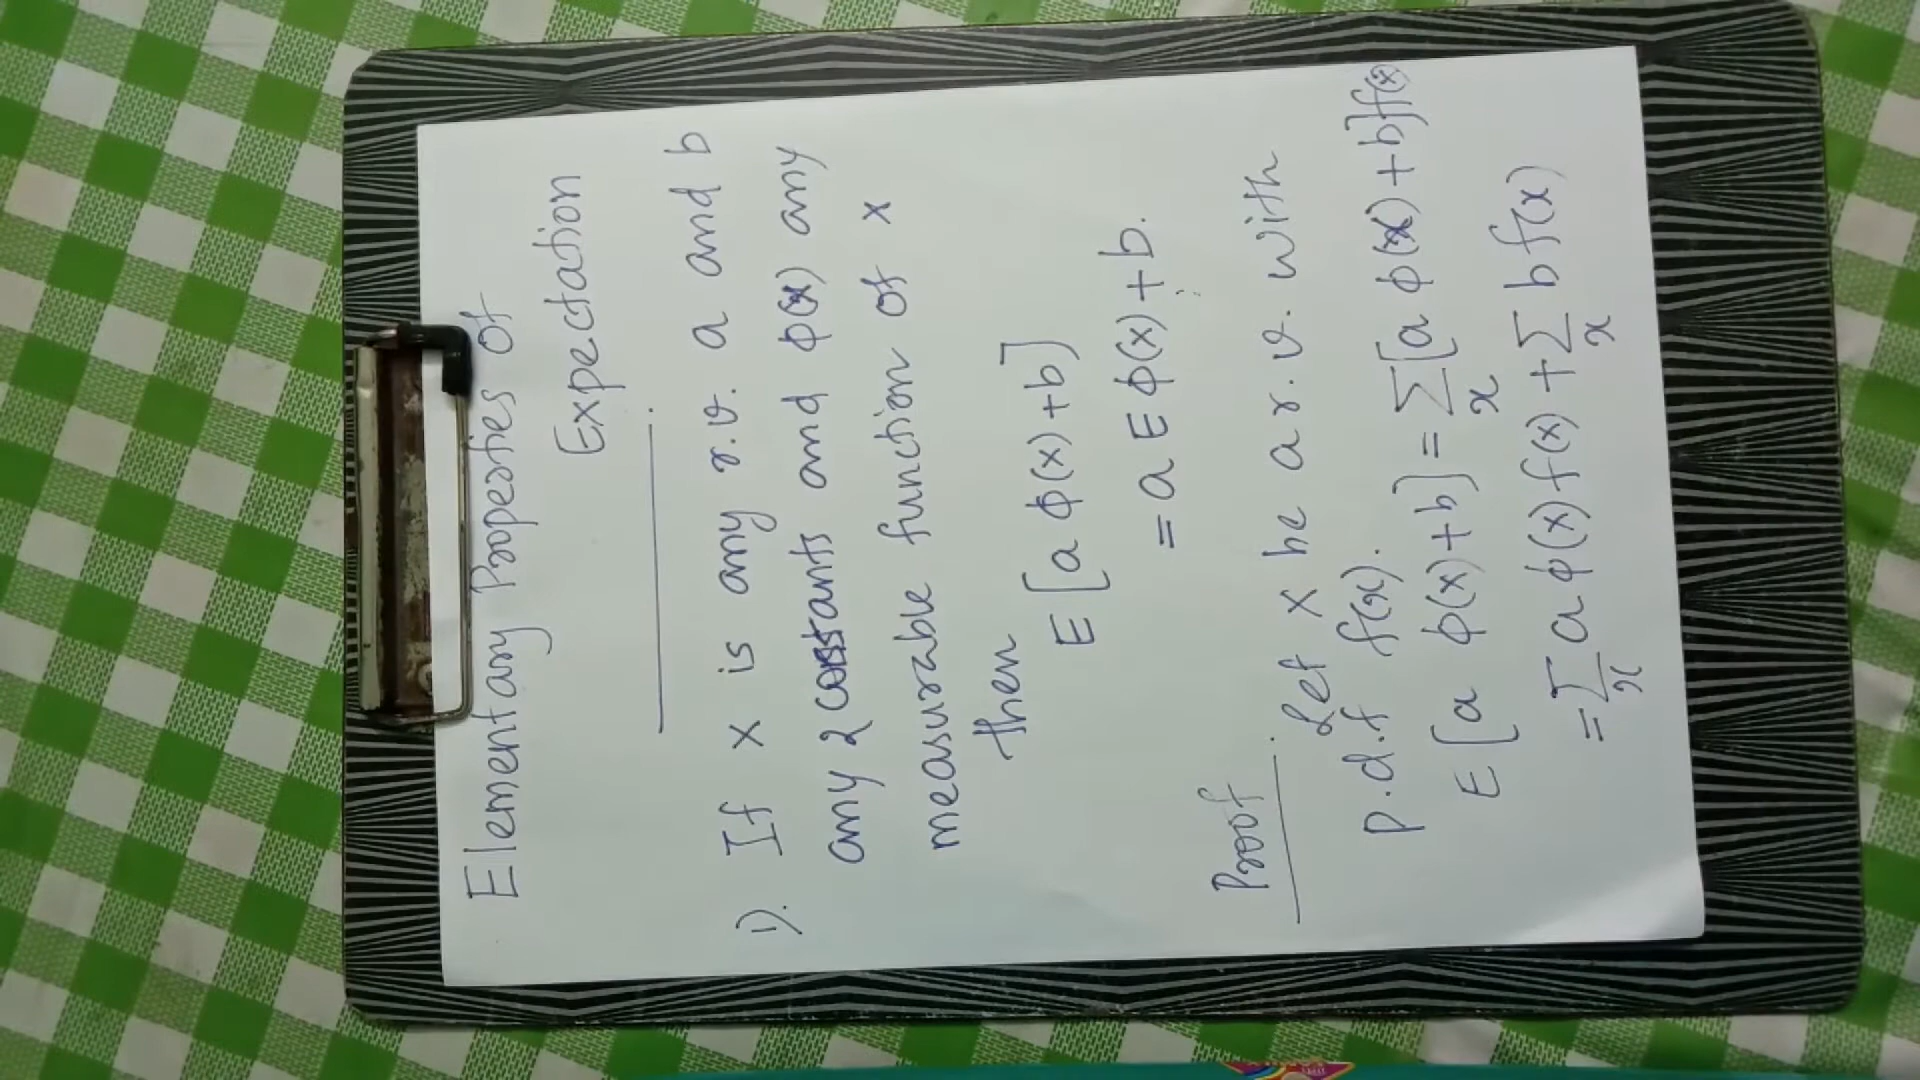 Elementary Properties of
Expectation
1). If X is any r.v. a and b
any 2 constants and ϕ(x) any
measurable function of x
then
E[a ϕ(x)+b]
= a E ϕ(x)+b.
Proof
Let X be a r.v. with
p.d.f f(x).
E[a ϕ(x)+b] = ∑x [a ϕ(x)+b]f(x)
= ∑x a ϕ(x) f(x) + ∑x b f(x)